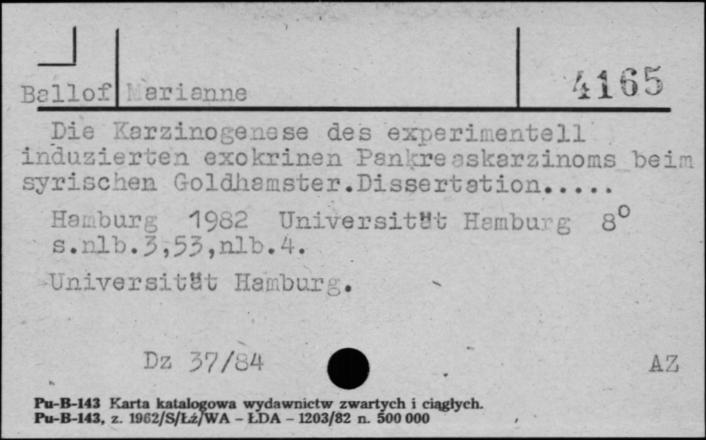 4165
Ballof Marianne
Die Karzinogenese des experimentell
induzierten exokrinen Pankreaskarzinoms beim
syrischen Goldhamster.Dissertation.....
Hamburg 1982 Universität Hamburg 8°
s.nlb.3,53,nlb.4.
Universität Hamburg.
Dz 37/84 AZ
Pu-B-143 Karta katalogowa wydawnictw zwartych i ciągłych.
Pu-B-143, z. 1962/S/Łź/WA - ŁDA - 1203/82 n. 500 000